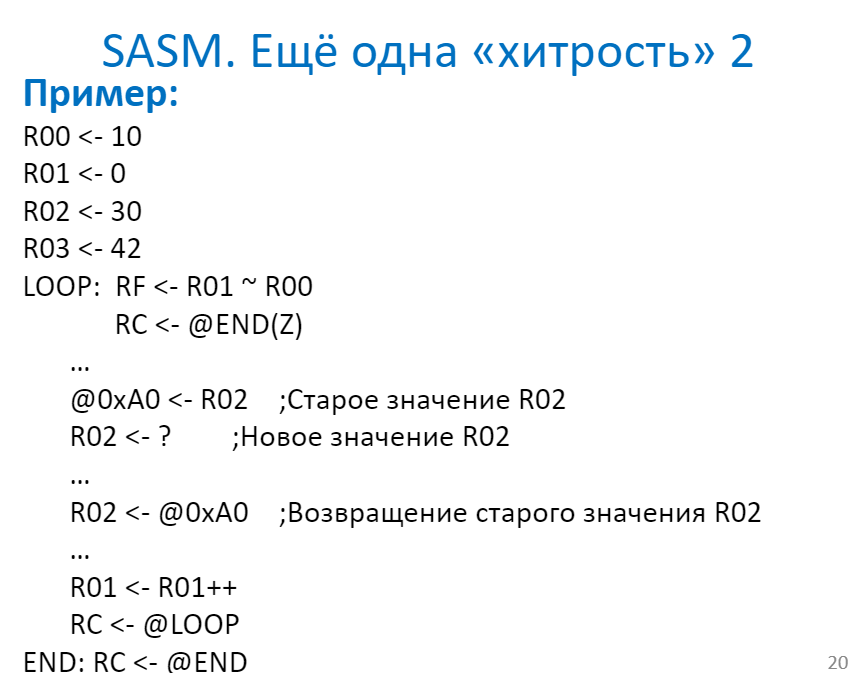 SASM. Ещё одна «хитрость» 2
Пример:
R00 <- 10
R01 <- 0
R02 <- 30
R03 <- 42
LOOP: RF <- R01 ~ R00
RC <- @END(Z)
...
@0xA0 <- R02 ;Старое значение R02
R02 <- ? ;Новое значение R02
...
R02 <- @0xA0 ;Возвращение старого значения R02
...
R01 <- R01++
RC <- @LOOP
END: RC <- @END
20